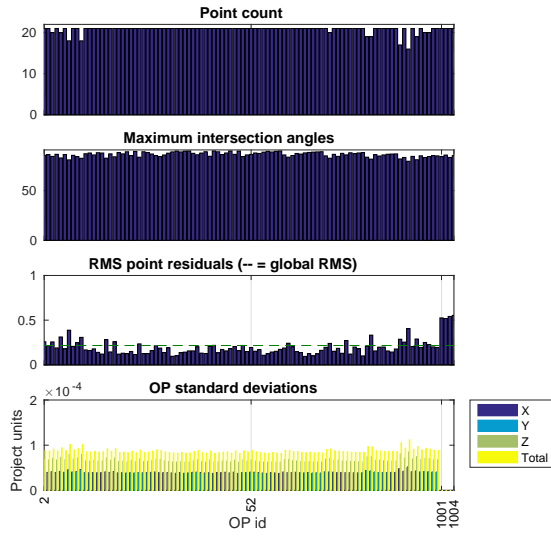 Point count
20
10
0
Maximum intersection angles
50
0
RMS point residuals (-- = global RMS)
1
0.5
0
OP standard deviations
×10-4
2
1
0
Project units
2
52
1001
1004
OP id
X
Y
Z
Total